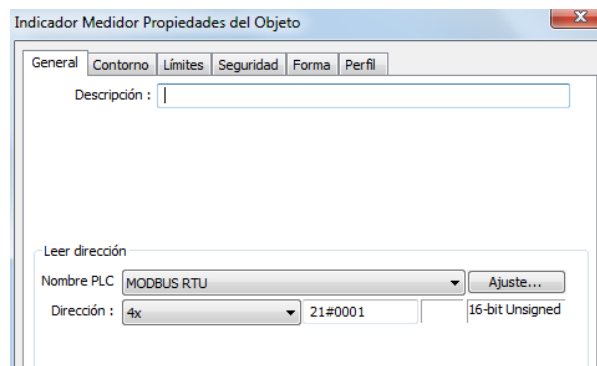 Indicador Medidor Propiedades del Objeto
General Contorno Límites Seguridad Forma Perfil
Descripción :
Leer dirección
Nombre PLC MODBUS RTU Ajuste...
Dirección : 4x 21#0001 16-bit Unsigned